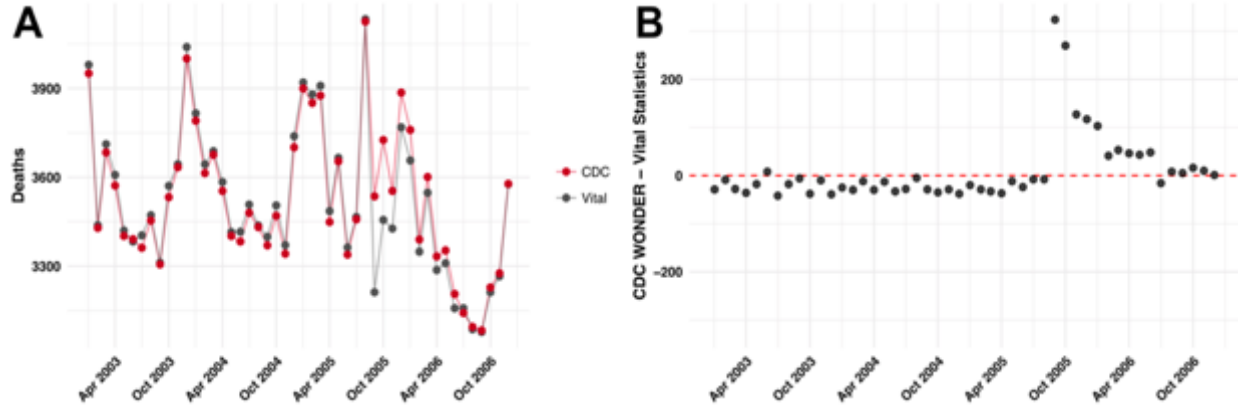 A
Deaths
3900
3600
3300
Apr 2003
Oct 2003
Apr 2004
Oct 2004
Apr 2005
Oct 2005
Apr 2006
Oct 2006
CDC
Vital
B
CDC WONDER – Vital Statistics
200
0
−200
Apr 2003
Oct 2003
Apr 2004
Oct 2004
Apr 2005
Oct 2005
Apr 2006
Oct 2006